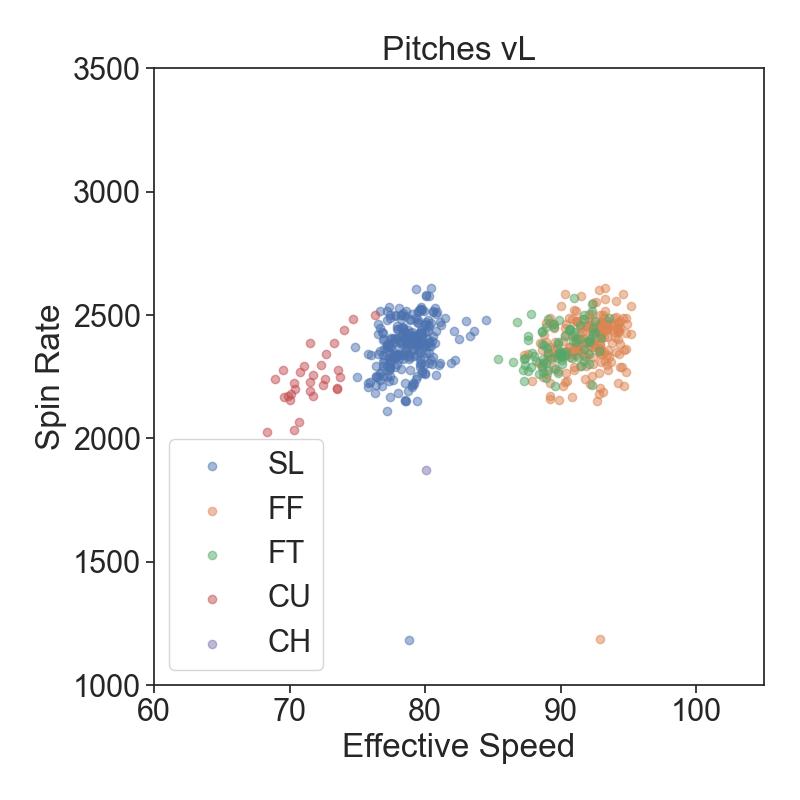 Pitches vL
3500
3000
2500
2000
1500
1000
Spin Rate
SL
FF
FT
CU
CH
60 70 80 90 100
Effective Speed